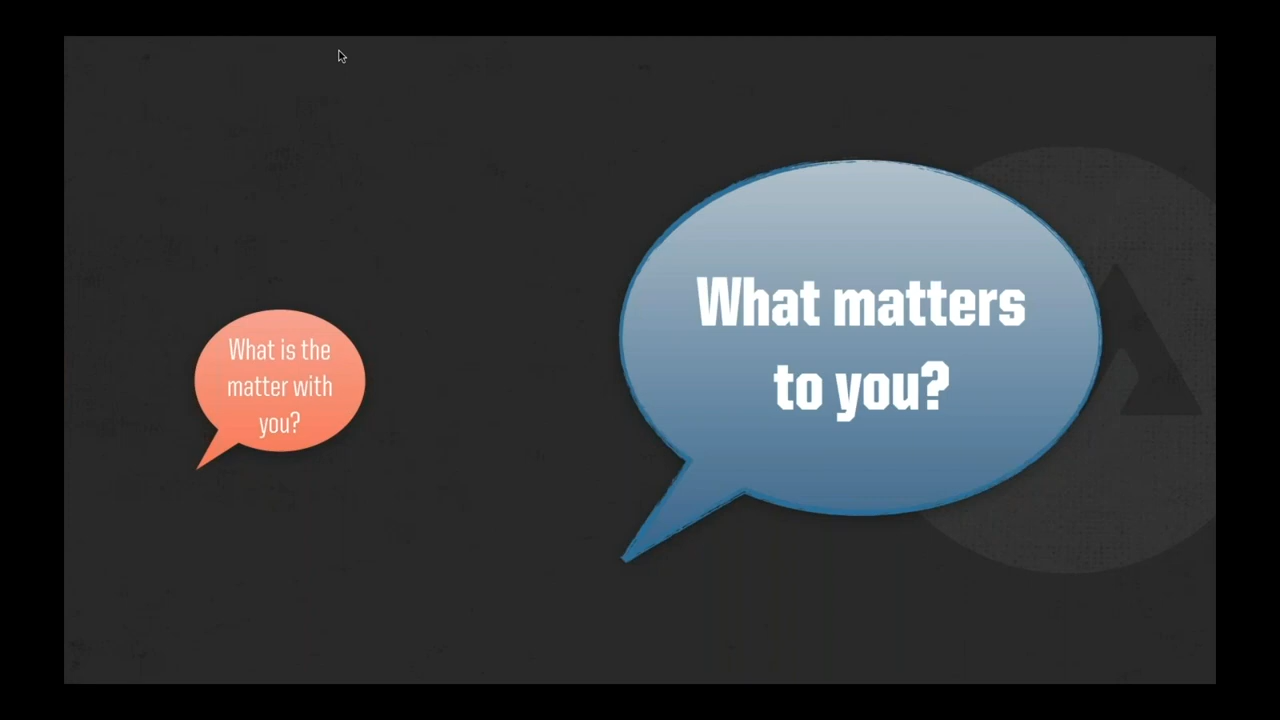 What is the
matter with
you?
What matters
to you?